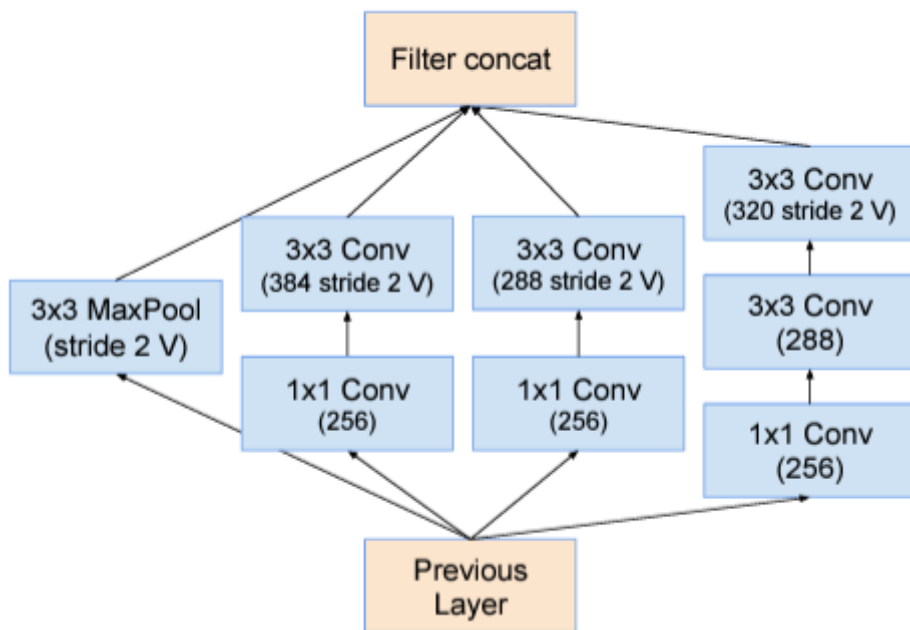 Filter concat
3x3 Conv
(320 stride 2 V)
3x3 Conv
(384 stride 2 V)
3x3 Conv
(288 stride 2 V)
3x3 MaxPool
(stride 2 V)
3x3 Conv
(288)
1x1 Conv
(256)
1x1 Conv
(256)
1x1 Conv
(256)
Previous
Layer